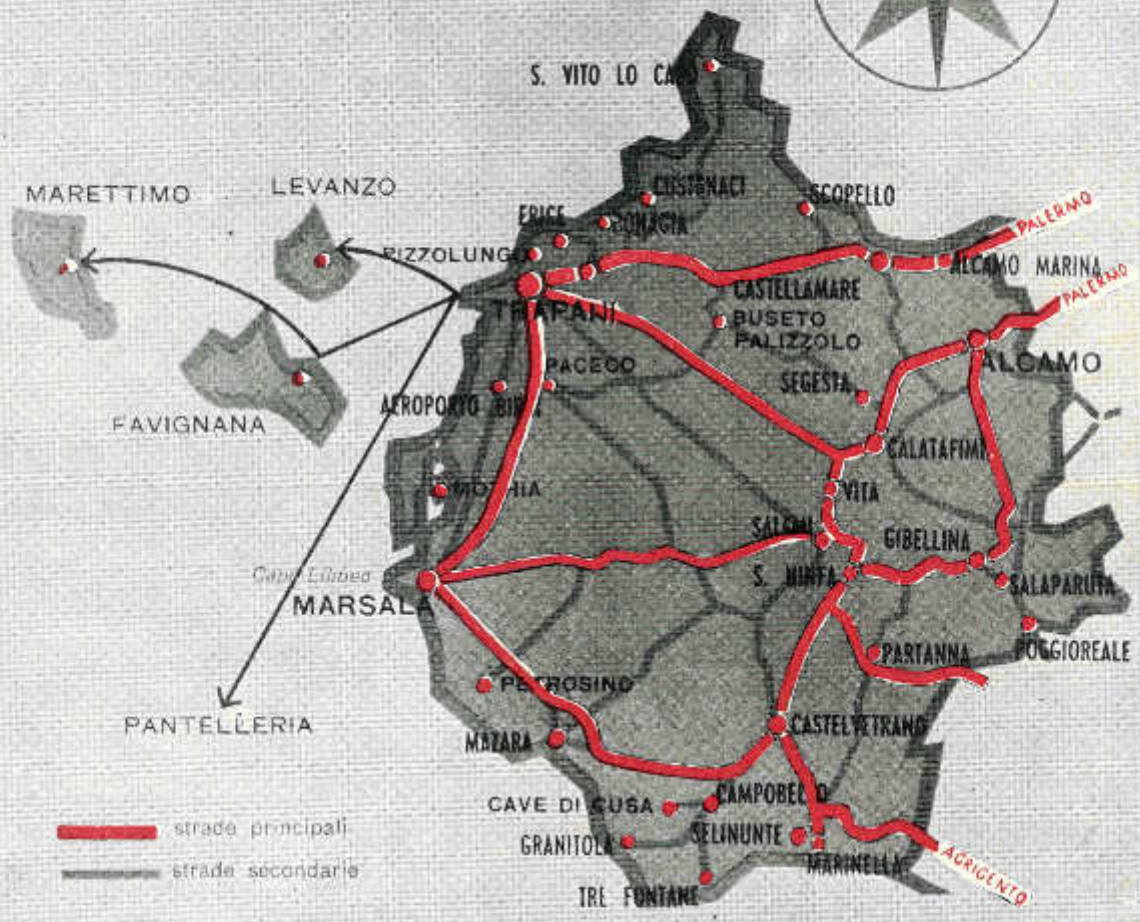 S. VITO LO CAPO
MARETTIMO
LEVANZO
CUSTONACI
SCOPELLO
ERICE
BONAGIA
PALERMO
PIZZOLUNGO
ALCAMO MARINA
CASTELLAMARE
PALERMO
TRAPANI
BUSETO
PALIZZOLO
ALCAMO
PACECO
SEGESTA
AEROPORTO BIRGI
FAVIGNANA
CALATAFIMI
MOTHIA
VITA
SALEMI
GIBELLINA
Capo Lilibeo
S. NINFA
SALAPARUTA
MARSALA
POGGIOREALE
PARTANNA
PETROSINO
PANTELLERIA
CASTELVETRANO
MAZARA
CAVE DI CUSA
CAMPOBELLO
strade principali
GRANITOLA
SELINUNTE
MARINELLA
AGRIGENTO
strade secondarie
TRE FONTANE